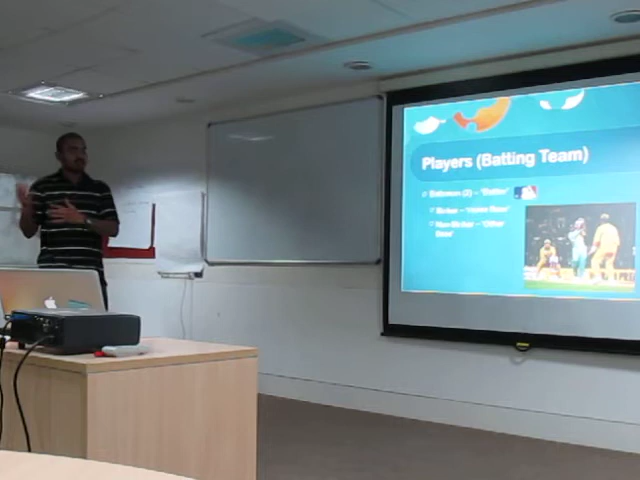 Players (Batting Team)
Batsmen (2) – 'Batter'
Striker – 'Home Base'
Non Striker – 'Other
Base'